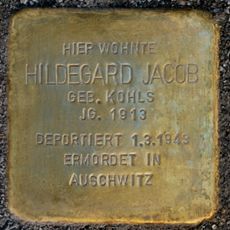 HIER WOHNTE
HILDEGARD JACOB
GEB. KOHLS
JG. 1913
DEPORTIERT 1.3.1943
ERMORDET IN
AUSCHWITZ